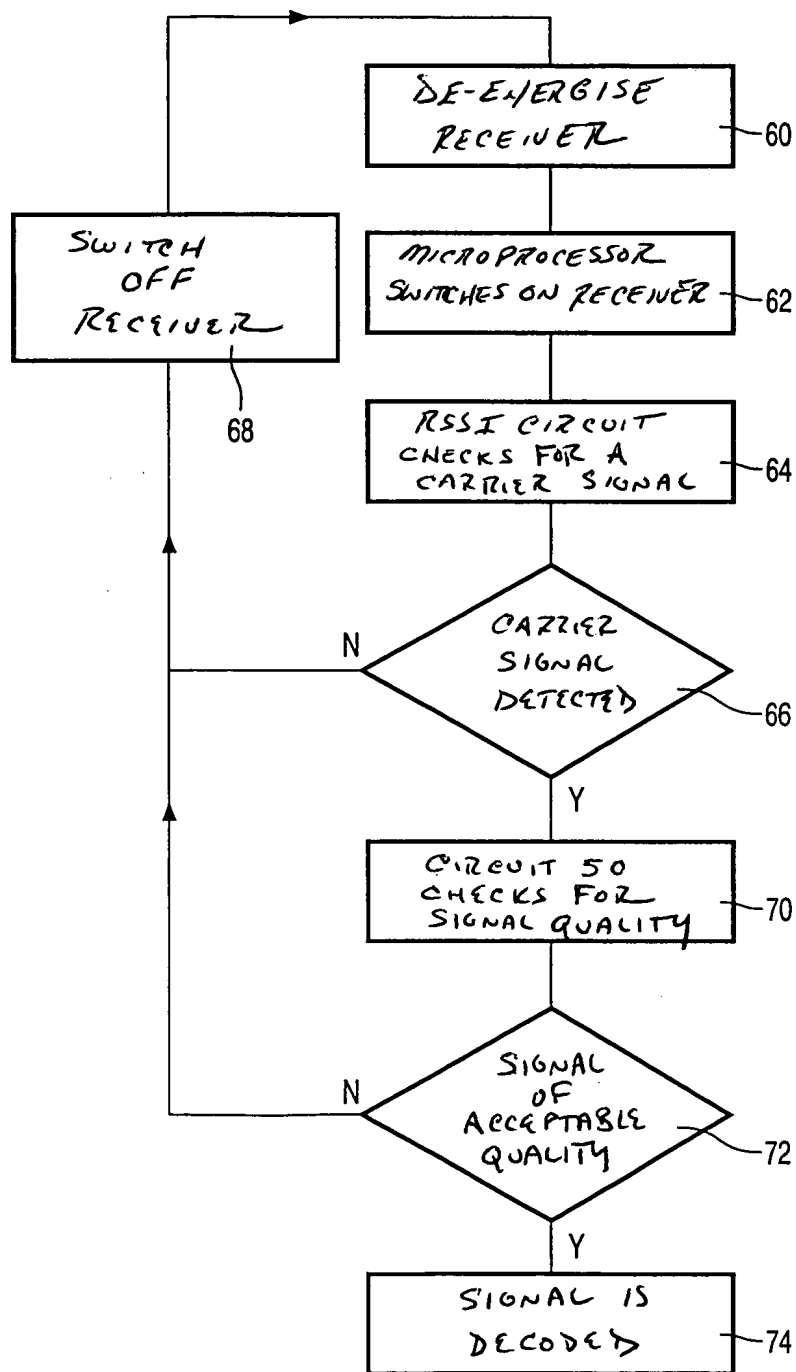 DE-ENERGISE
RECEIVER
60
SWITCH
OFF
RECEIVER
68
MICROPROCESSOR
SWITCHES ON RECEIVER
62
RSSI CIRCUIT
CHECKS FOR A
CARRIER SIGNAL
64
N
CARRIER
SIGNAL
DETECTED
66
Y
CIRCUIT 50
CHECKS FOR
SIGNAL QUALITY
70
N
SIGNAL
OF
ACCEPTABLE
QUALITY
72
Y
SIGNAL IS
DECODED
74